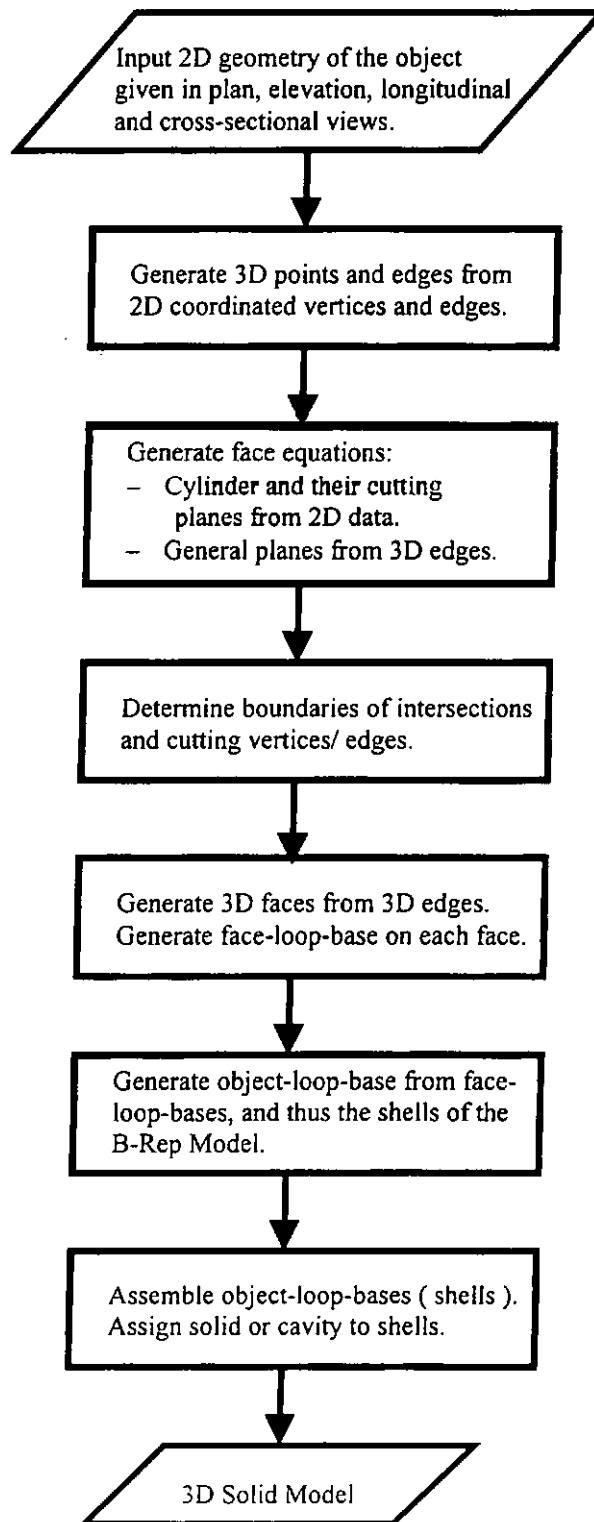 Input 2D geometry of the object
given in plan, elevation, longitudinal
and cross-sectional views.
Generate 3D points and edges from
2D coordinated vertices and edges.
Generate face equations:
– Cylinder and their cutting
planes from 2D data.
– General planes from 3D edges.
Determine boundaries of intersections
and cutting vertices/ edges.
Generate 3D faces from 3D edges.
Generate face-loop-base on each face.
Generate object-loop-base from face-
loop-bases, and thus the shells of the
B-Rep Model.
Assemble object-loop-bases ( shells ).
Assign solid or cavity to shells.
3D Solid Model